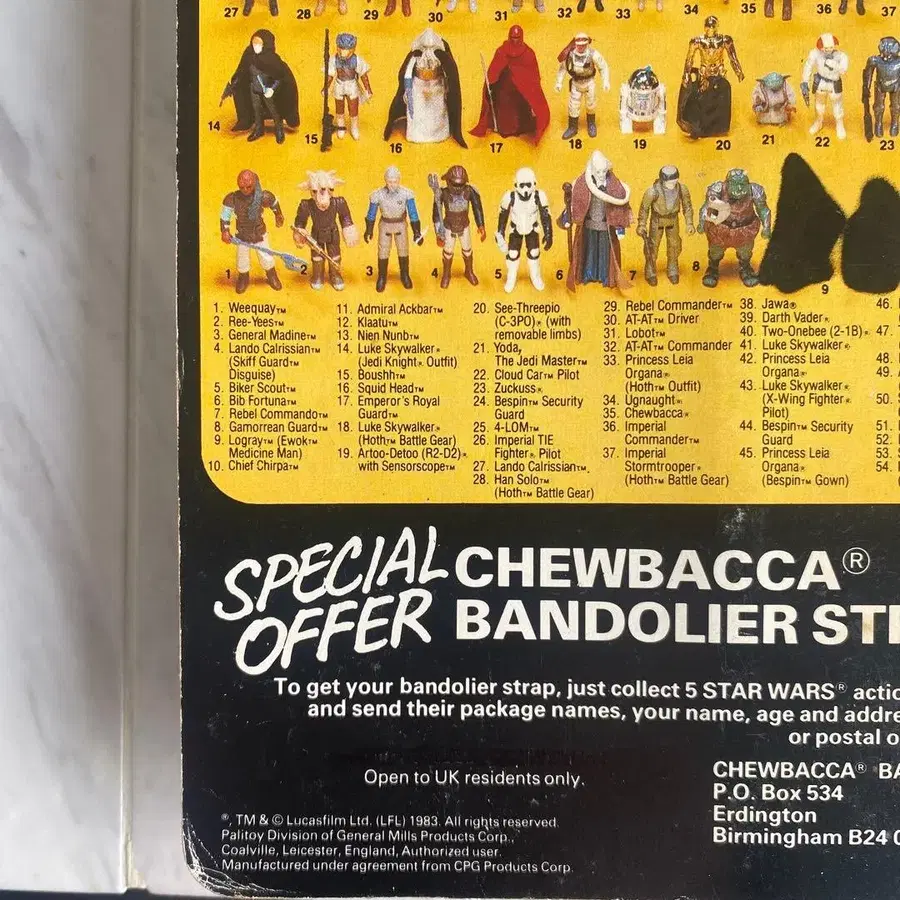 27 28 29 30 31 32 33 35 36 37
14 15 16 17 18 19 20 21 22 23
1 2 3 4 5 6 7 8 9
1. Weequay™
2. Ree-Yees™
3. General Madine™
4. Lando Calrissian™
(Skiff Guard™
Disguise)
5. Biker Scout™
6. Bib Fortuna™
7. Rebel Commando™
8. Gamorrean Guard™
9. Logray™ (Ewok™
Medicine Man)
10. Chief Chirpa™
11. Admiral Ackbar™
12. Klaatu™
13. Nien Nunb™
14. Luke Skywalker®
(Jedi Knight® Outfit)
15. Boushh™
16. Squid Head™
17. Emperor's Royal
Guard™
18. Luke Skywalker®
(Hoth™ Battle Gear)
19. Artoo-Detoo (R2-D2)®
with Sensorscope™
20. See-Threepio
(C-3PO)® (with
removable limbs)
21. Yoda,
The Jedi Master™
22. Cloud Car™ Pilot
23. Zuckuss®
24. Bespin™ Security
Guard
25. 4-LOM™
26. Imperial TIE
Fighter® Pilot
27. Lando Calrissian™
28. Han Solo™
(Hoth™ Battle Gear)
29. Rebel Commander™
30. AT-AT™ Driver
31. Lobot™
32. AT-AT™ Commander
33. Princess Leia
Organa®
(Hoth™ Outfit)
34. Ugnaught®
35. Chewbacca®
36. Imperial
Commander™
37. Imperial
Stormtrooper®
(Hoth™ Battle Gear)
38. Jawa®
39. Darth Vader®
40. Two-Onebee (2-1B)®
41. Luke Skywalker®
42. Princess Leia
Organa®
43. Luke Skywalker®
(X-Wing Fighter®
Pilot)
44. Bespin™ Security
Guard
45. Princess Leia
Organa®
(Bespin™ Gown)
46.
47.
48.
49.
50.
51.
52.
53.
54.
SPECIAL
OFFER
CHEWBACCA®
BANDOLIER
To get your bandolier strap, just collect 5 STAR WARS®
and send their package names, your name, age and
or postal
Open to UK residents only.
CHEWBACCA®
P.O. Box 534
Erdington
Birmingham B24
®, TM & © Lucasfilm Ltd. (LFL) 1983. All rights reserved.
Palitoy Division of General Mills Products Corp.,
Coalville, Leicester, England, Authorized user.
Manufactured under agreement from CPG Products Corp.